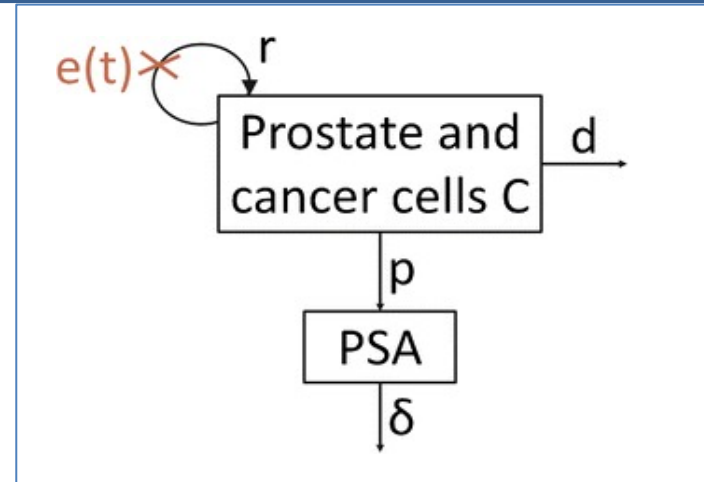 r
e(t)
Prostate and
cancer cells C
d
p
PSA
δ